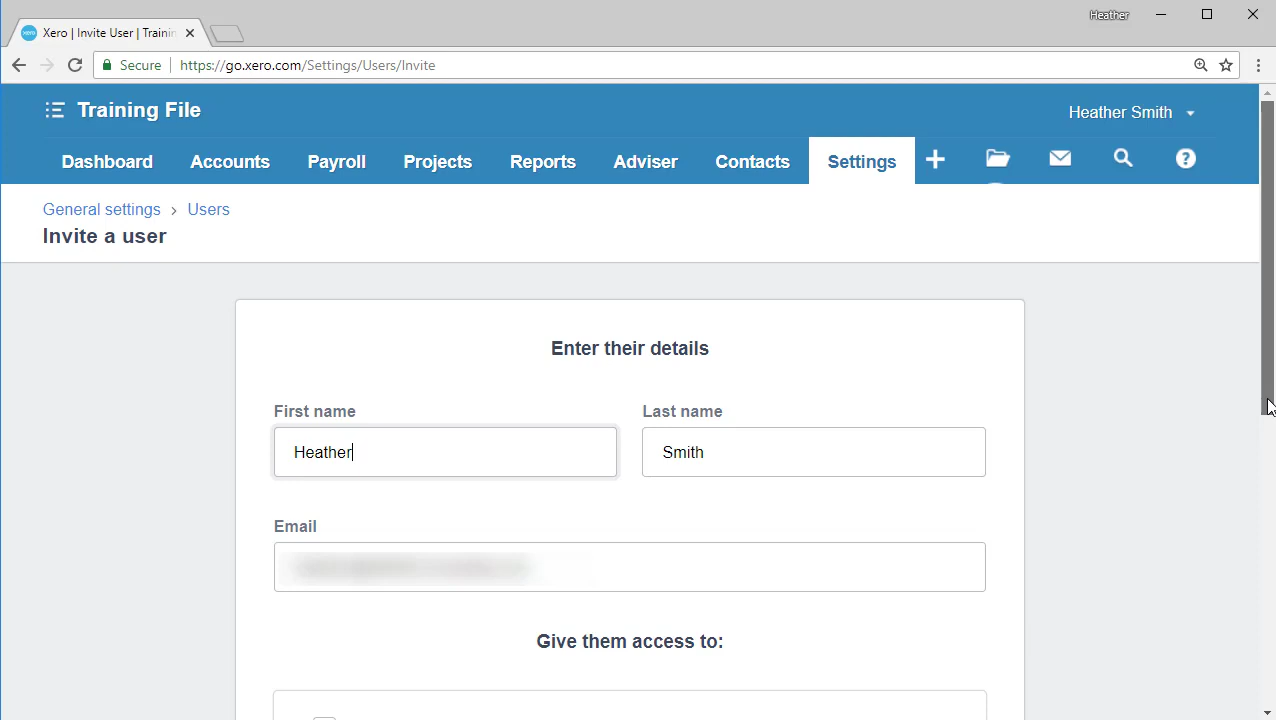 Heather
xero Xero | Invite User | Trainin
Secure https://go.xero.com/Settings/Users/Invite
Training File
Heather Smith
Dashboard Accounts Payroll Projects Reports Adviser Contacts Settings
General settings › Users
Invite a user
Enter their details
First name Last name
Heather Smith
Email
Give them access to: